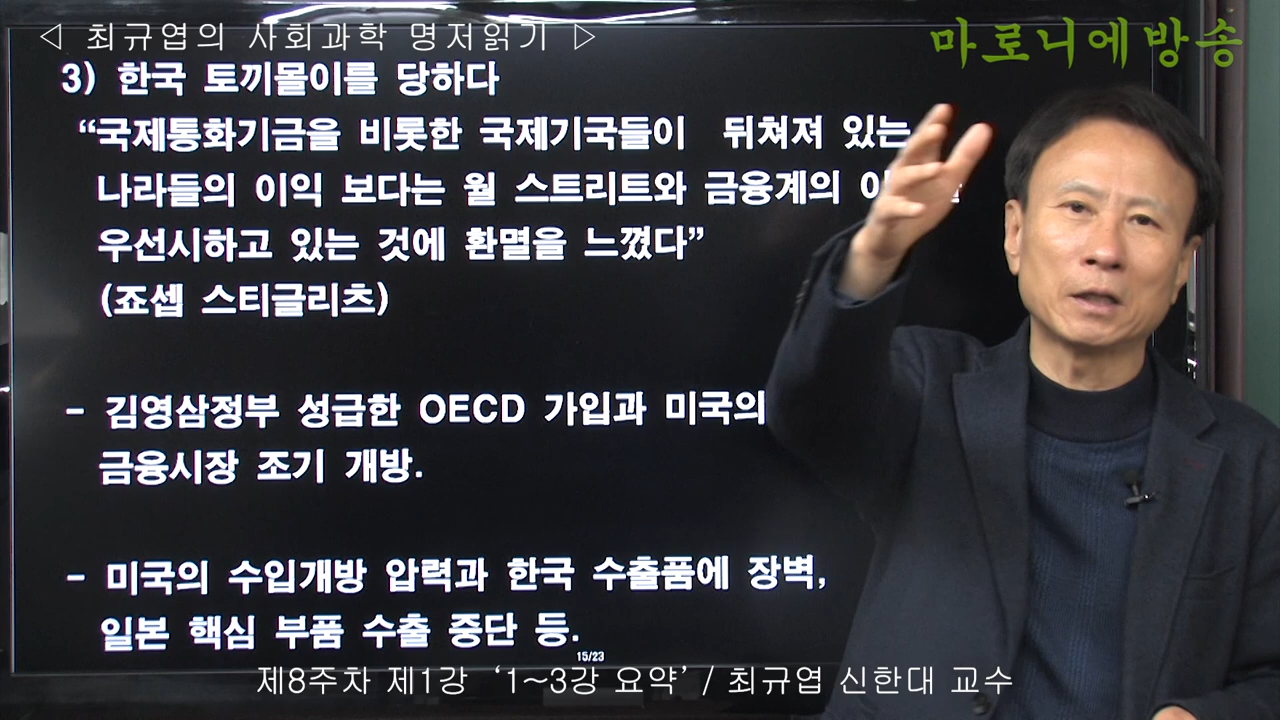 ◁ 최규엽의 사회과학 명저읽기 ▷
마로니에방송
3) 한국 토끼몰이를 당하다
“국제통화기금을 비롯한 국제기국들이 뒤쳐져 있는
나라들의 이익 보다는 월 스트리트와 금융계의
우선시하고 있는 것에 환멸을 느꼈다”
(죠셉 스티글리츠)
- 김영삼정부 성급한 OECD 가입과 미국의
금융시장 조기 개방.
- 미국의 수입개방 압력과 한국 수출품에 장벽,
일본 핵심 부품 수출 중단 등.
15/23
제8주차 제1강 ‘1~3강 요약’ / 최규엽 신한대 교수